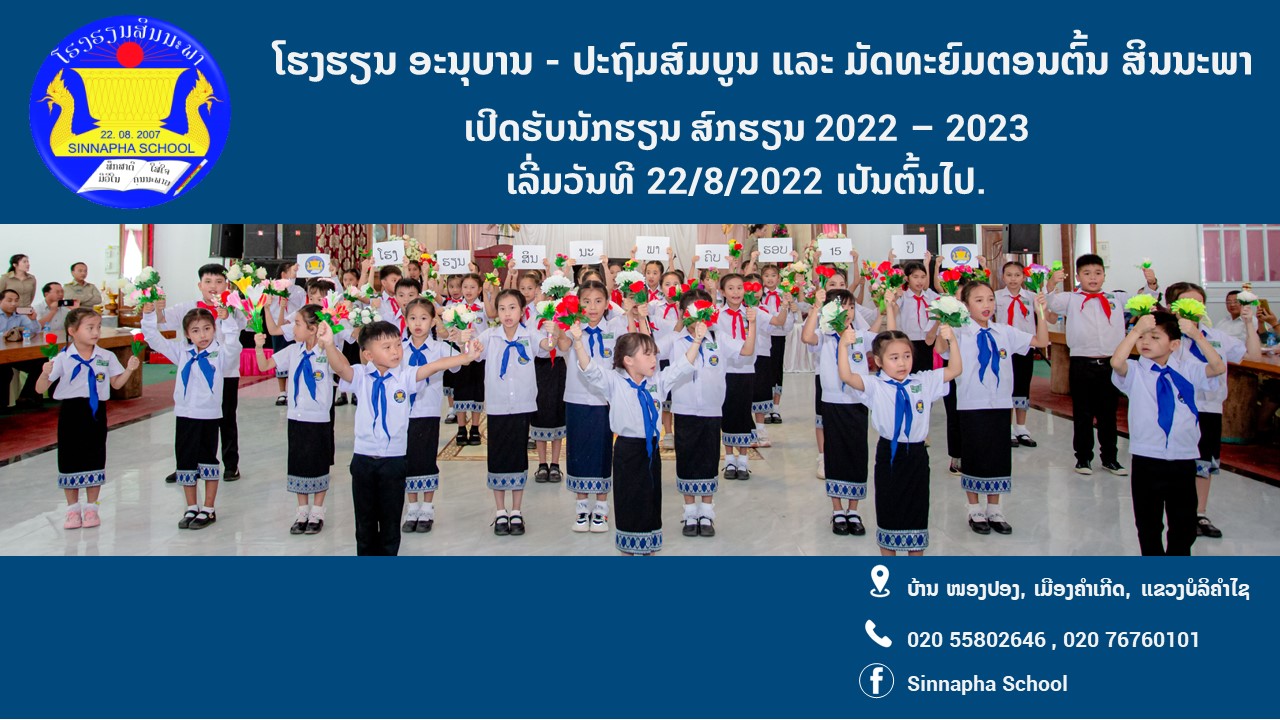 ໂຮງຮຽນສິນນະພາ
22. 08. 2007
SINNAPHA SCHOOL
ໂຮງຮຽນ ອະນຸບານ - ປະຖົມສົມບູນ ແລະ ມັດທະຍົມຕອນຕົ້ນ ສິນນະພາ
ເປີດຮັບນັກຮຽນ ສົກຮຽນ 2022 – 2023
ເລີ່ມວັນທີ 22/8/2022 ເປັນຕົ້ນໄປ.
ໂຮງ ຮຽນ ສິນ ນະ ພາ ຄົບ ຮອບ 15 ປີ
ບ້ານ ໜອງປອງ, ເມືອງຄຳເກີດ, ແຂວງບໍລິຄຳໄຊ
020 55802646 , 020 76760101
Sinnapha School